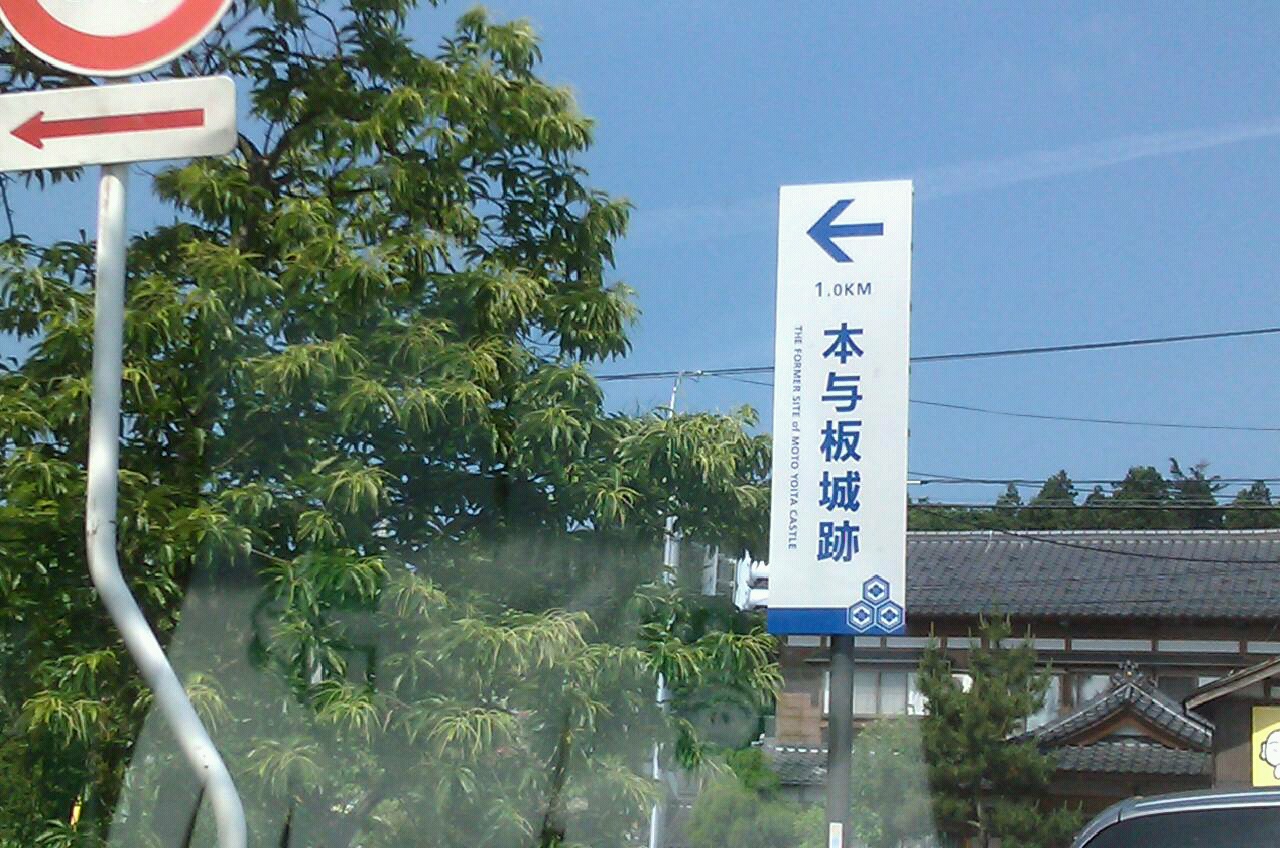 1.0KM
本与板城跡
THE FORMER SITE of MOTO YOITA CASTLE